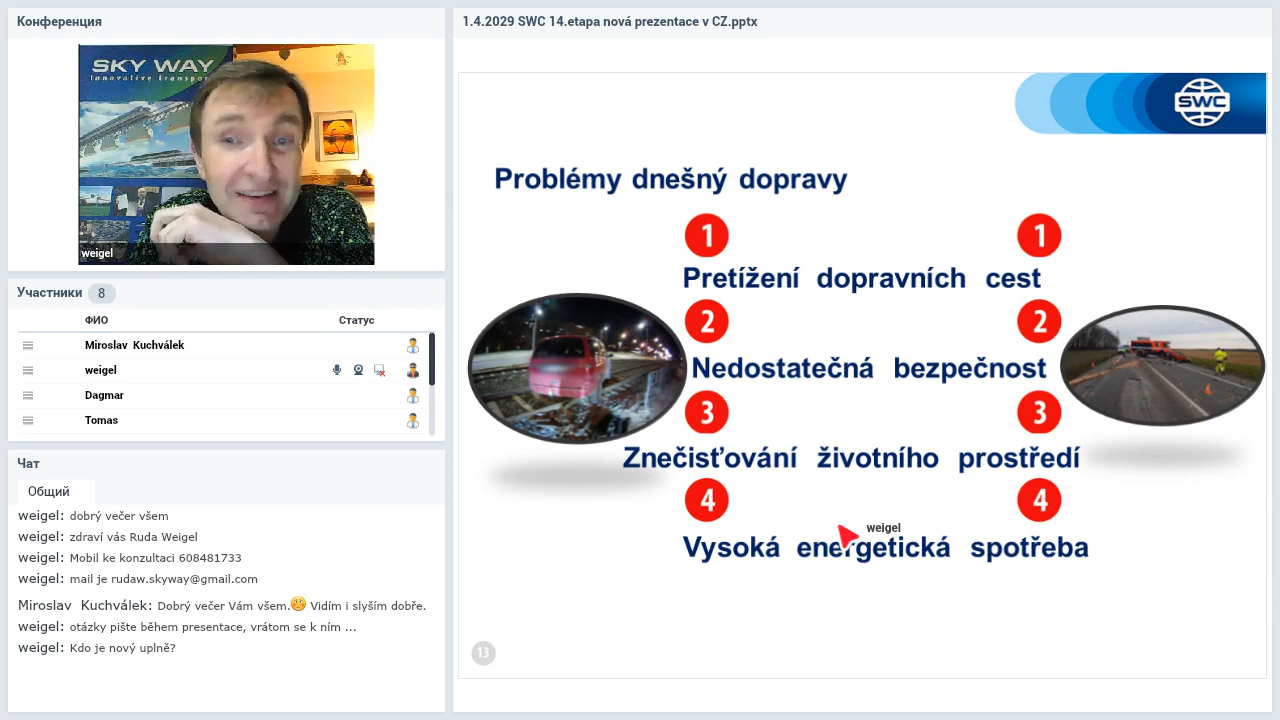 Конференция
SKY WAY
Innovative Transpor
weigel
Участники 8
ФИО Статус
Miroslav Kuchválek
weigel
Dagmar
Tomas
Чат
Общий
weigel: dobrý večer všem
weigel: zdraví vás Ruda Weigel
weigel: Mobil ke konzultaci 608481733
weigel: mail je rudaw.skyway@gmail.com
Miroslav Kuchválek: Dobrý večer Vám všem. Vidím i slyším dobře.
weigel: otázky pište během presentace, vrátom se k ním ...
weigel: Kdo je nový uplně?
1.4.2029 SWC 14.etapa nová prezentace v CZ.pptx
SWC
Problémy dnešný dopravy
1 1
Pretížení dopravních cest
2 2
Nedostatečná bezpečnost
3 3
Znečisťování životního prostředí
4 4
weigel
Vysoká energetická spotřeba
13